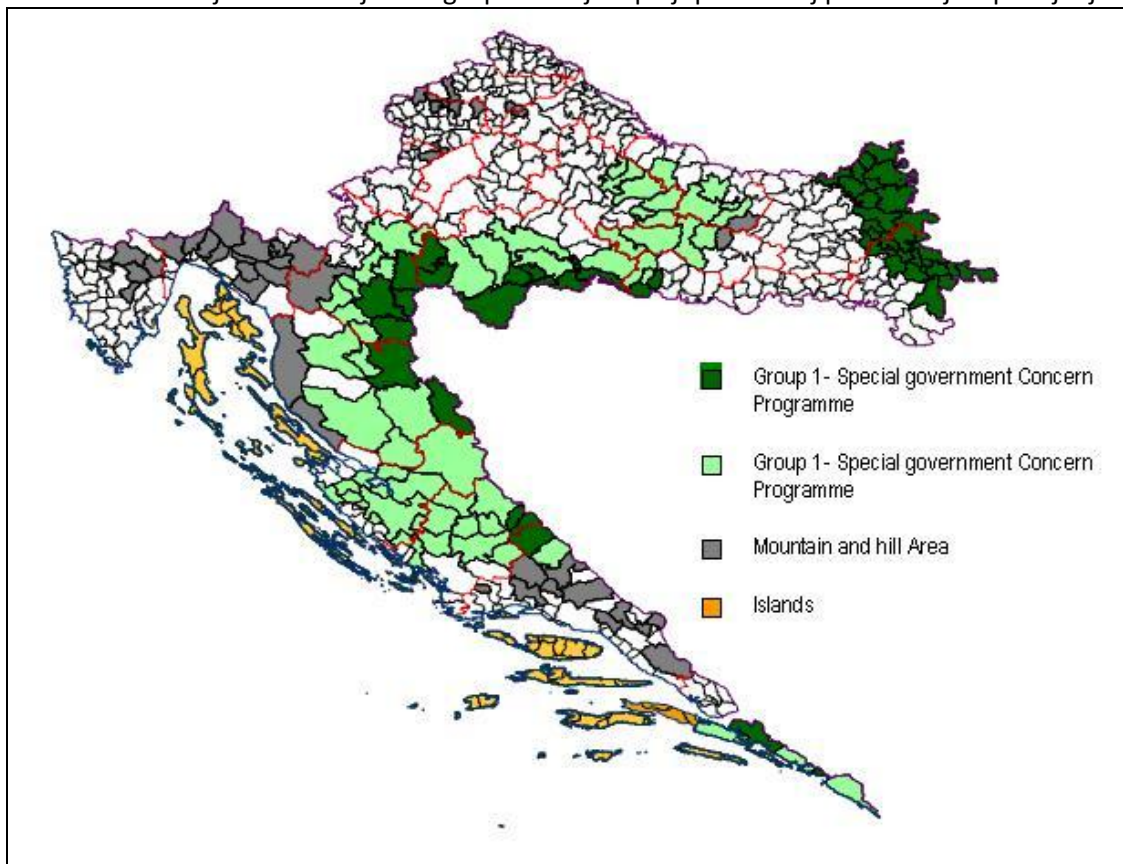 Group 1- Special government Concern
Programme
Group 1- Special government Concern
Programme
Mountain and hill Area
Islands